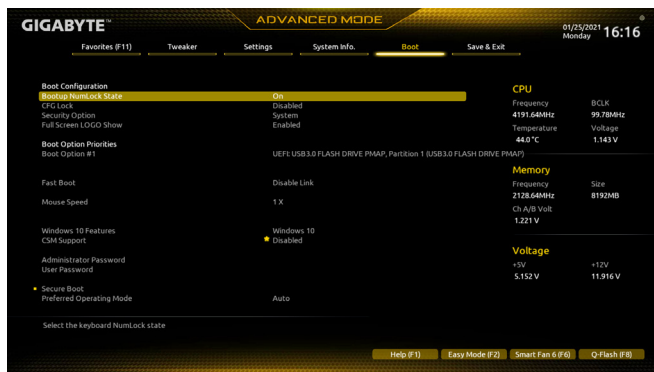 GIGABYTE™
ADVANCED MODE
01/25/2021
Monday
16:16
Favorites (F11) Tweaker Settings System Info. Boot Save & Exit
Boot Configuration
Bootup NumLock State On
CFG Lock Disabled
Security Option System
Full Screen LOGO Show Enabled
Boot Option Priorities
Boot Option #1 UEFI: USB3.0 FLASH DRIVE PMAP, Partition 1 (USB3.0 FLASH DRIVE PMAP)
Fast Boot Disable Link
Mouse Speed 1 X
Windows 10 Features Windows 10
CSM Support Disabled
Administrator Password
User Password
Secure Boot
Preferred Operating Mode Auto
Select the keyboard NumLock state
CPU
Frequency BCLK
4191.64MHz 99.78MHz
Temperature Voltage
44.0 °C 1.143 V
Memory
Frequency Size
2128.64MHz 8192MB
Ch A/B Volt
1.221 V
Voltage
+5V +12V
5.152 V 11.916 V
Help (F1) Easy Mode (F2) Smart Fan 6 (F6) Q-Flash (F8)